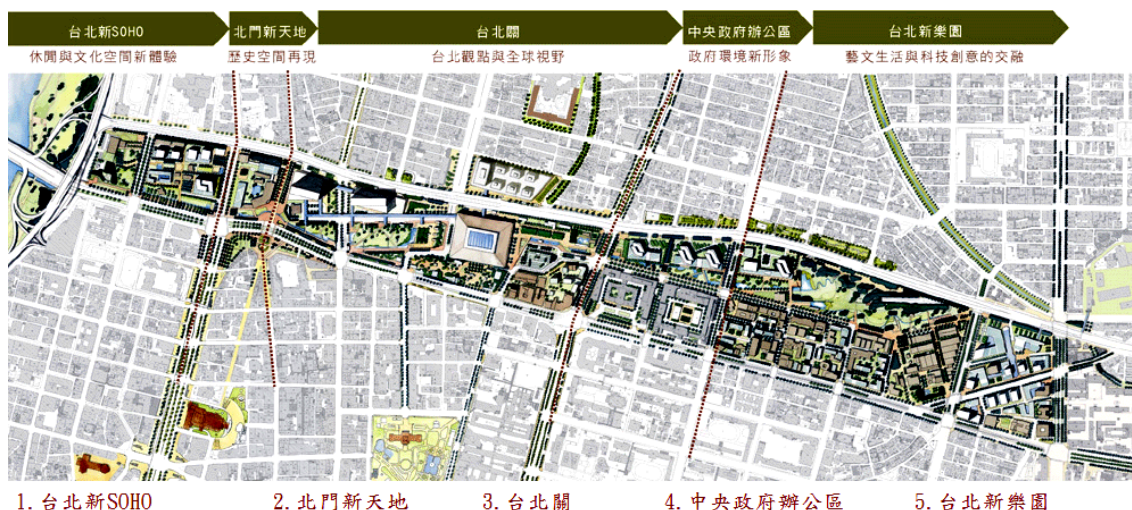 台北新SOHO 北門新天地 台北關 中央政府辦公區 台北新樂園
休閒與文化空間新體驗 歷史空間再現 台北觀點與全球視野 政府環境新形象 藝文生活與科技創意的交融
1.台北新SOHO 2.北門新天地 3.台北關 4.中央政府辦公區 5.台北新樂園